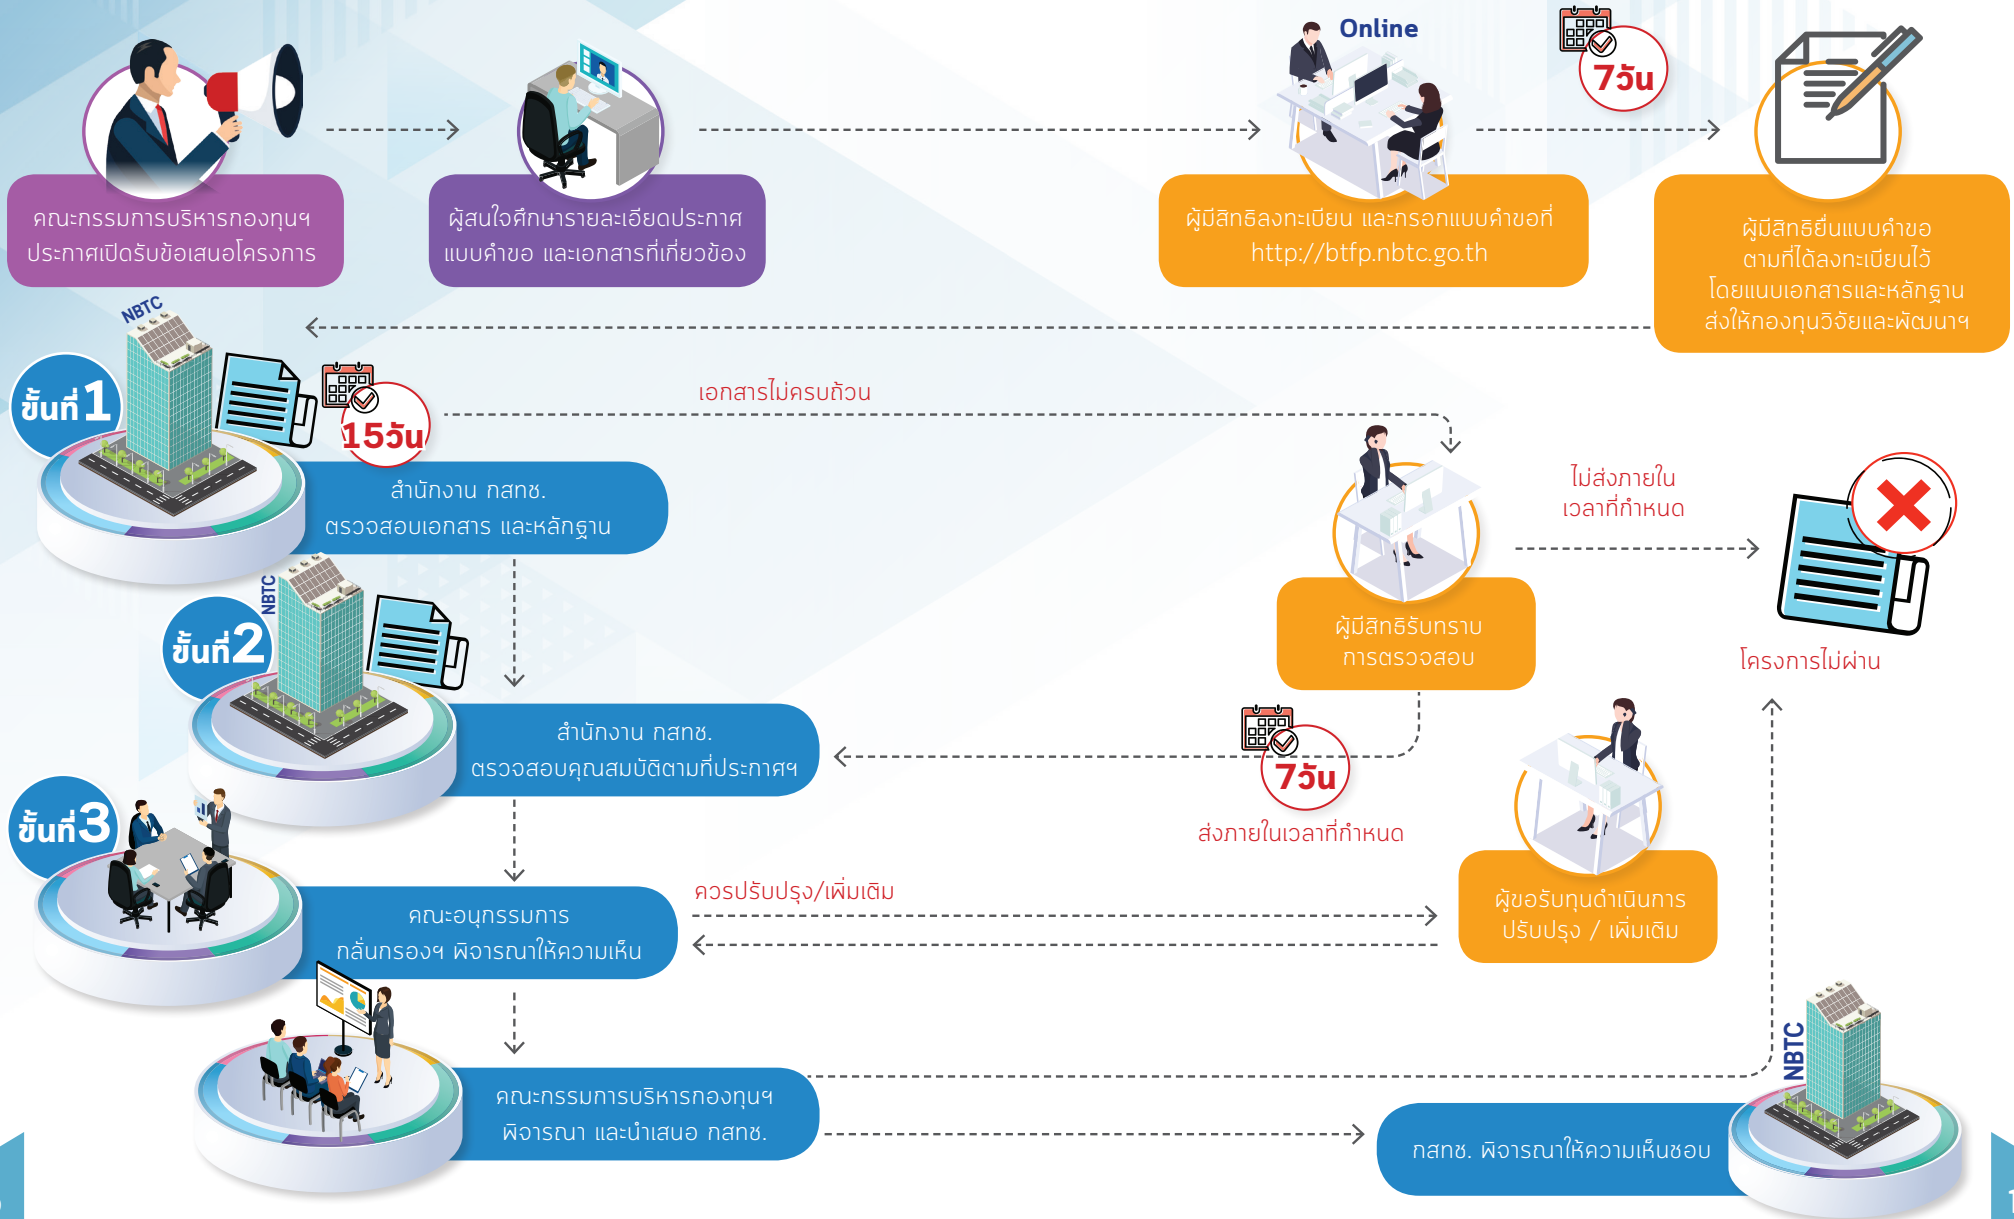 Online
7วัน
คณะกรรมการบริหารกองทุนฯ
ประกาศเปิดรับข้อเสนอโครงการ
ผู้สนใจศึกษารายละเอียดประกาศ
แบบคำขอ และเอกสารที่เกี่ยวข้อง
ผู้มีสิทธิลงทะเบียน และกรอกแบบคำขอที่
http://btfp.nbtc.go.th
ผู้มีสิทธิยื่นแบบคำขอ
ตามที่ได้ลงทะเบียนไว้
โดยแนบเอกสารและหลักฐาน
ส่งให้กองทุนวิจัยและพัฒนาฯ
NBTC
ขั้นที่ 1
15วัน
เอกสารไม่ครบถ้วน
สำนักงาน กสทช.
ตรวจสอบเอกสาร และหลักฐาน
ไม่ส่งภายใน
เวลาที่กำหนด
ผู้มีสิทธิรับทราบ
การตรวจสอบ
โครงการไม่ผ่าน
NBTC
ขั้นที่ 2
สำนักงาน กสทช.
ตรวจสอบคุณสมบัติตามที่ประกาศฯ
7วัน
ส่งภายในเวลาที่กำหนด
ขั้นที่ 3
คณะอนุกรรมการ
กลั่นกรองฯ พิจารณาให้ความเห็น
ควรปรับปรุง/เพิ่มเติม
ผู้ขอรับทุนดำเนินการ
ปรับปรุง / เพิ่มเติม
คณะกรรมการบริหารกองทุนฯ
พิจารณา และนำเสนอ กสทช.
NBTC
กสทช. พิจารณาให้ความเห็นชอบ